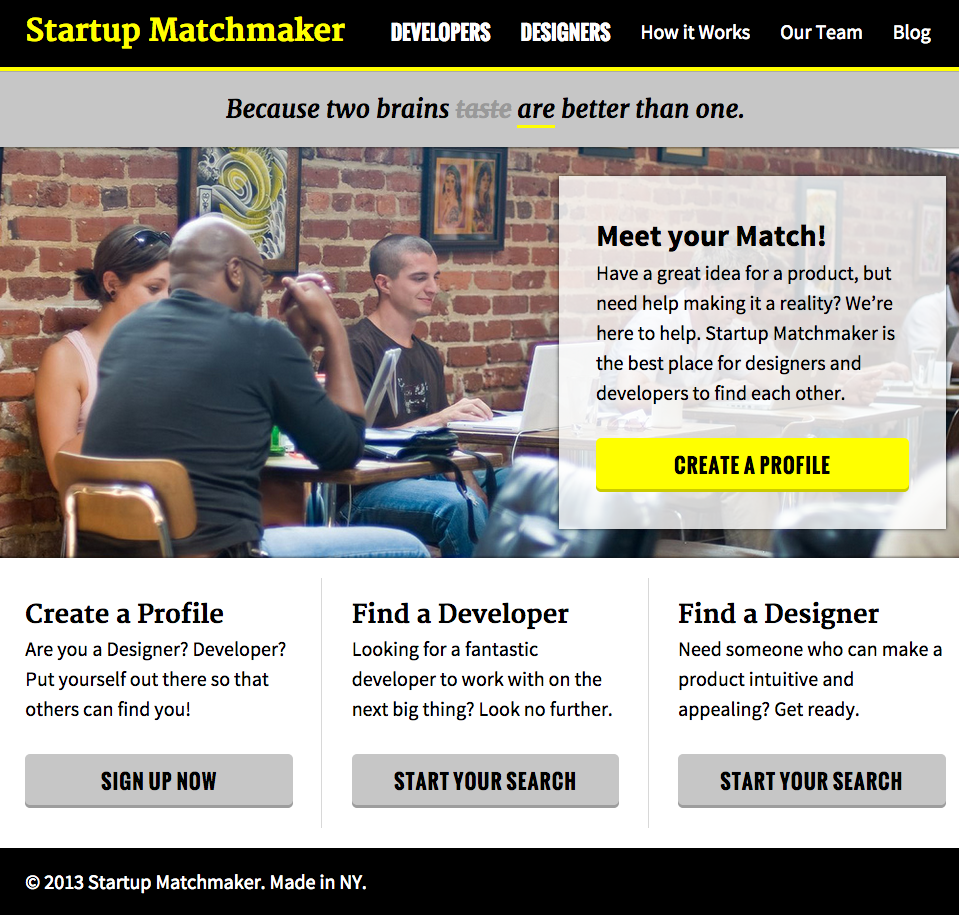 Startup Matchmaker DEVELOPERS DESIGNERS How it Works Our Team Blog
Because two brains taste are better than one.
Meet your Match!
Have a great idea for a product, but
need help making it a reality? We’re
here to help. Startup Matchmaker is
the best place for designers and
developers to find each other.
CREATE A PROFILE
Create a Profile
Are you a Designer? Developer?
Put yourself out there so that
others can find you!
SIGN UP NOW
Find a Developer
Looking for a fantastic
developer to work with on the
next big thing? Look no further.
START YOUR SEARCH
Find a Designer
Need someone who can make a
product intuitive and
appealing? Get ready.
START YOUR SEARCH
© 2013 Startup Matchmaker. Made in NY.